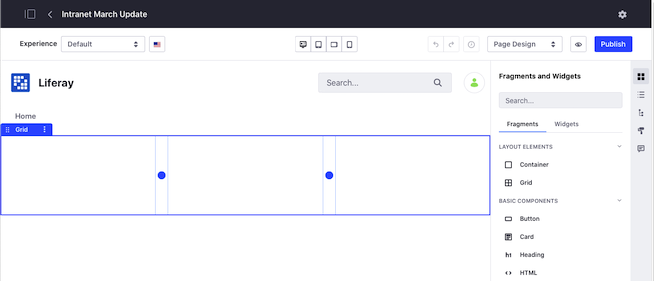 Intranet March Update
Experience Default Page Design Publish
Liferay
Search...
Home
Grid
Fragments and Widgets
Search...
Fragments Widgets
LAYOUT ELEMENTS
Container
Grid
BASIC COMPONENTS
Button
Card
H1 Heading
HTML